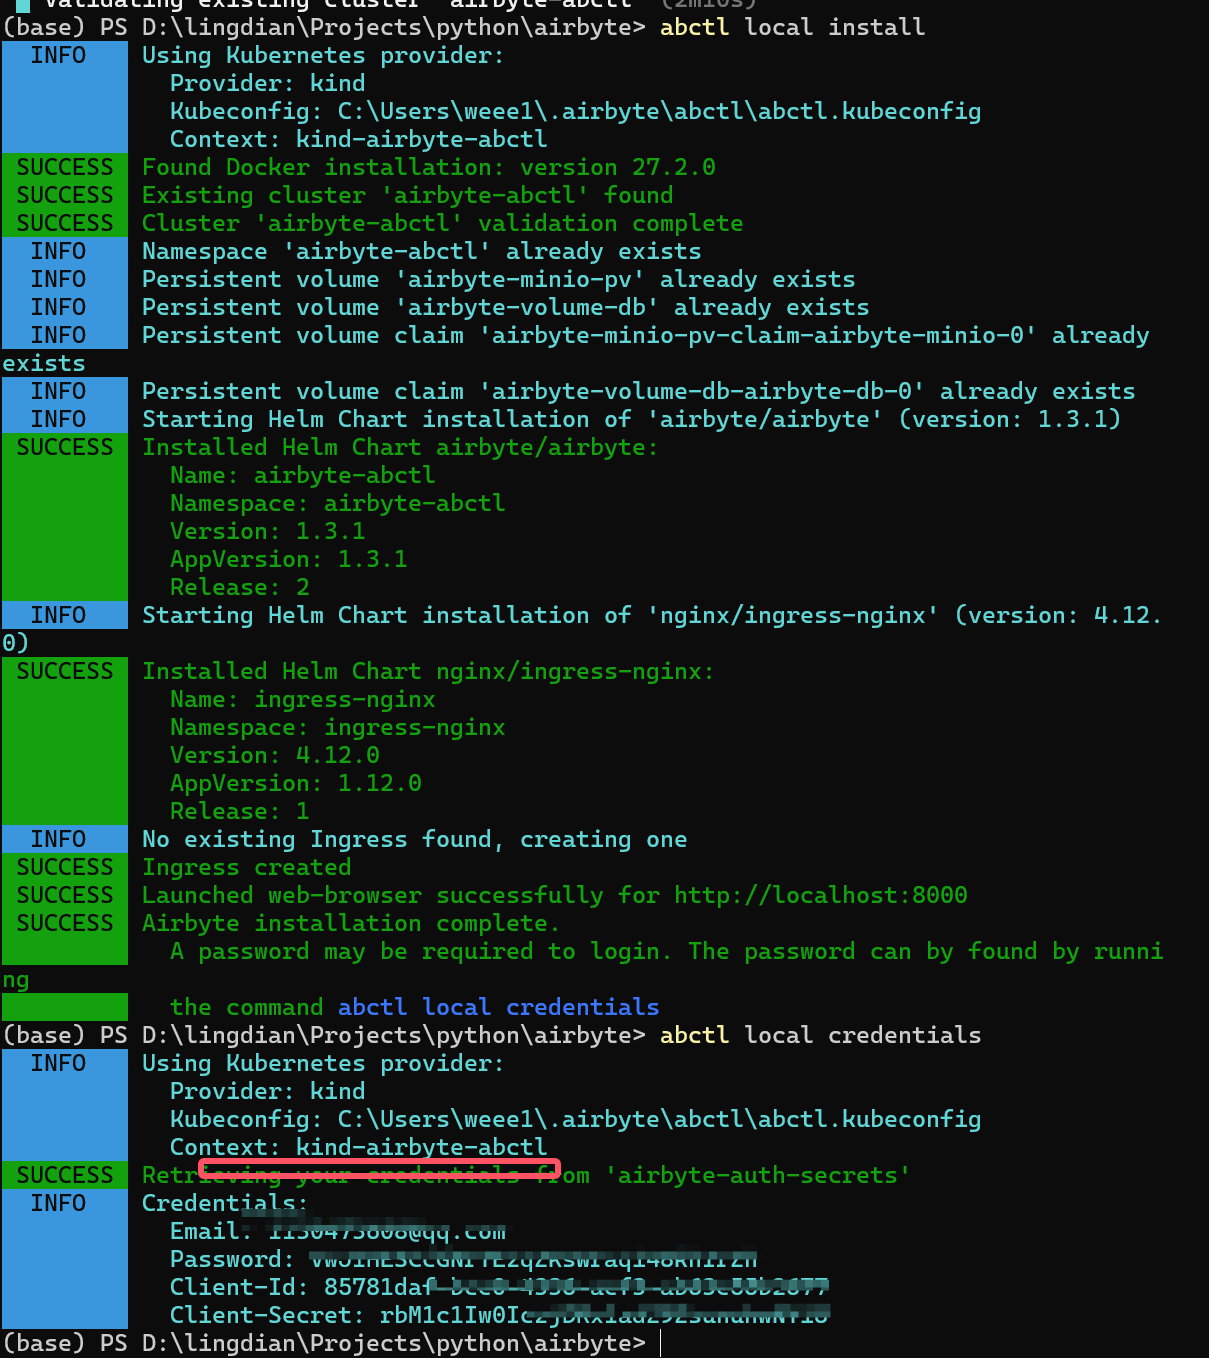 Validating existing cluster 'airbyte-abctl' (2m10s)
(base) PS D:\lingdian\Projects\python\airbyte> abctl local install
INFO Using Kubernetes provider:
Provider: kind
Kubeconfig: C:\Users\weee1\.airbyte\abctl\abctl.kubeconfig
Context: kind-airbyte-abctl
SUCCESS Found Docker installation: version 27.2.0
SUCCESS Existing cluster 'airbyte-abctl' found
SUCCESS Cluster 'airbyte-abctl' validation complete
INFO Namespace 'airbyte-abctl' already exists
INFO Persistent volume 'airbyte-minio-pv' already exists
INFO Persistent volume 'airbyte-volume-db' already exists
INFO Persistent volume claim 'airbyte-minio-pv-claim-airbyte-minio-0' already
exists
INFO Persistent volume claim 'airbyte-volume-db-airbyte-db-0' already exists
INFO Starting Helm Chart installation of 'airbyte/airbyte' (version: 1.3.1)
SUCCESS Installed Helm Chart airbyte/airbyte:
Name: airbyte-abctl
Namespace: airbyte-abctl
Version: 1.3.1
AppVersion: 1.3.1
Release: 2
INFO Starting Helm Chart installation of 'nginx/ingress-nginx' (version: 4.12.
0)
SUCCESS Installed Helm Chart nginx/ingress-nginx:
Name: ingress-nginx
Namespace: ingress-nginx
Version: 4.12.0
AppVersion: 1.12.0
Release: 1
INFO No existing Ingress found, creating one
SUCCESS Ingress created
SUCCESS Launched web-browser successfully for http://localhost:8000
SUCCESS Airbyte installation complete.
A password may be required to login. The password can by found by runni
ng
the command abctl local credentials
(base) PS D:\lingdian\Projects\python\airbyte> abctl local credentials
INFO Using Kubernetes provider:
Provider: kind
Kubeconfig: C:\Users\weee1\.airbyte\abctl\abctl.kubeconfig
Context: kind-airbyte-abctl
SUCCESS Retrieving your credentials from 'airbyte-auth-secrets'
INFO Credentials:
Email:
Password:
Client-Id:
Client-Secret:
(base) PS D:\lingdian\Projects\python\airbyte>